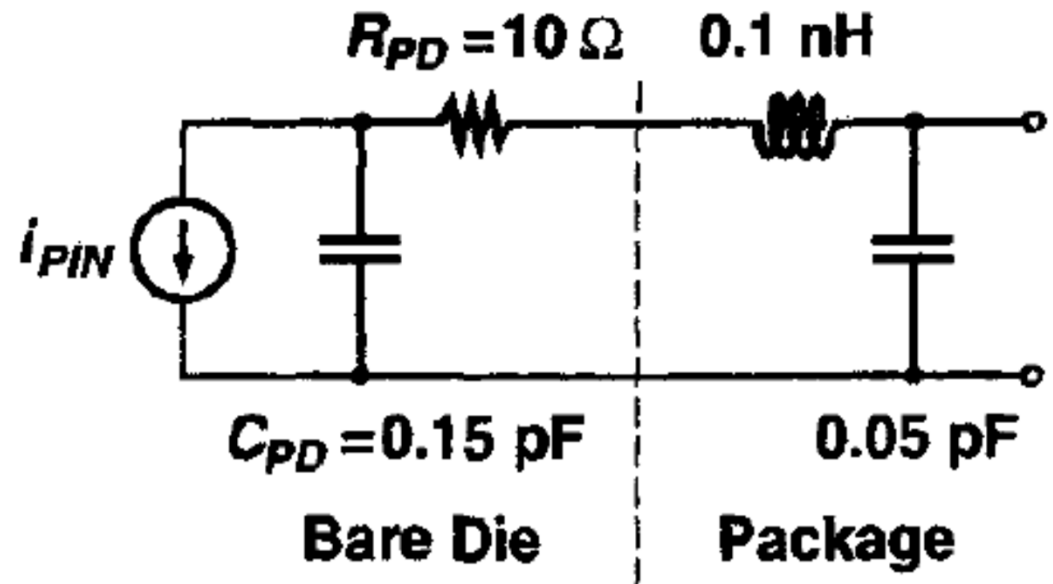 R_PD = 10 Ω 0.1 nH
i_PIN
C_PD = 0.15 pF 0.05 pF
Bare Die Package